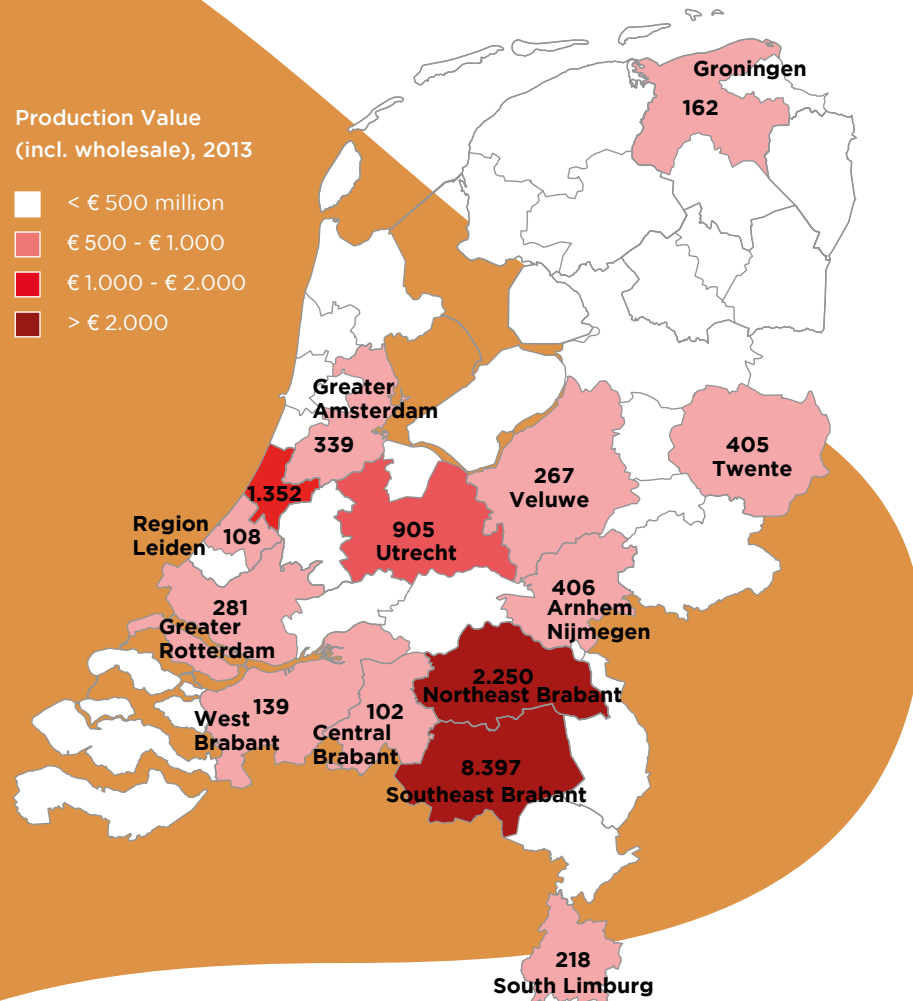 Production Value
(incl. wholesale), 2013
< € 500 million
€ 500 - € 1.000
€ 1.000 - € 2.000
> € 2.000
Groningen
162
Greater
Amsterdam
339
1.352
Region
Leiden
108
905
Utrecht
267
Veluwe
405
Twente
406
Arnhem
Nijmegen
281
Greater
Rotterdam
139
West
Brabant
102
Central
Brabant
2.250
Northeast Brabant
8.397
Southeast Brabant
218
South Limburg